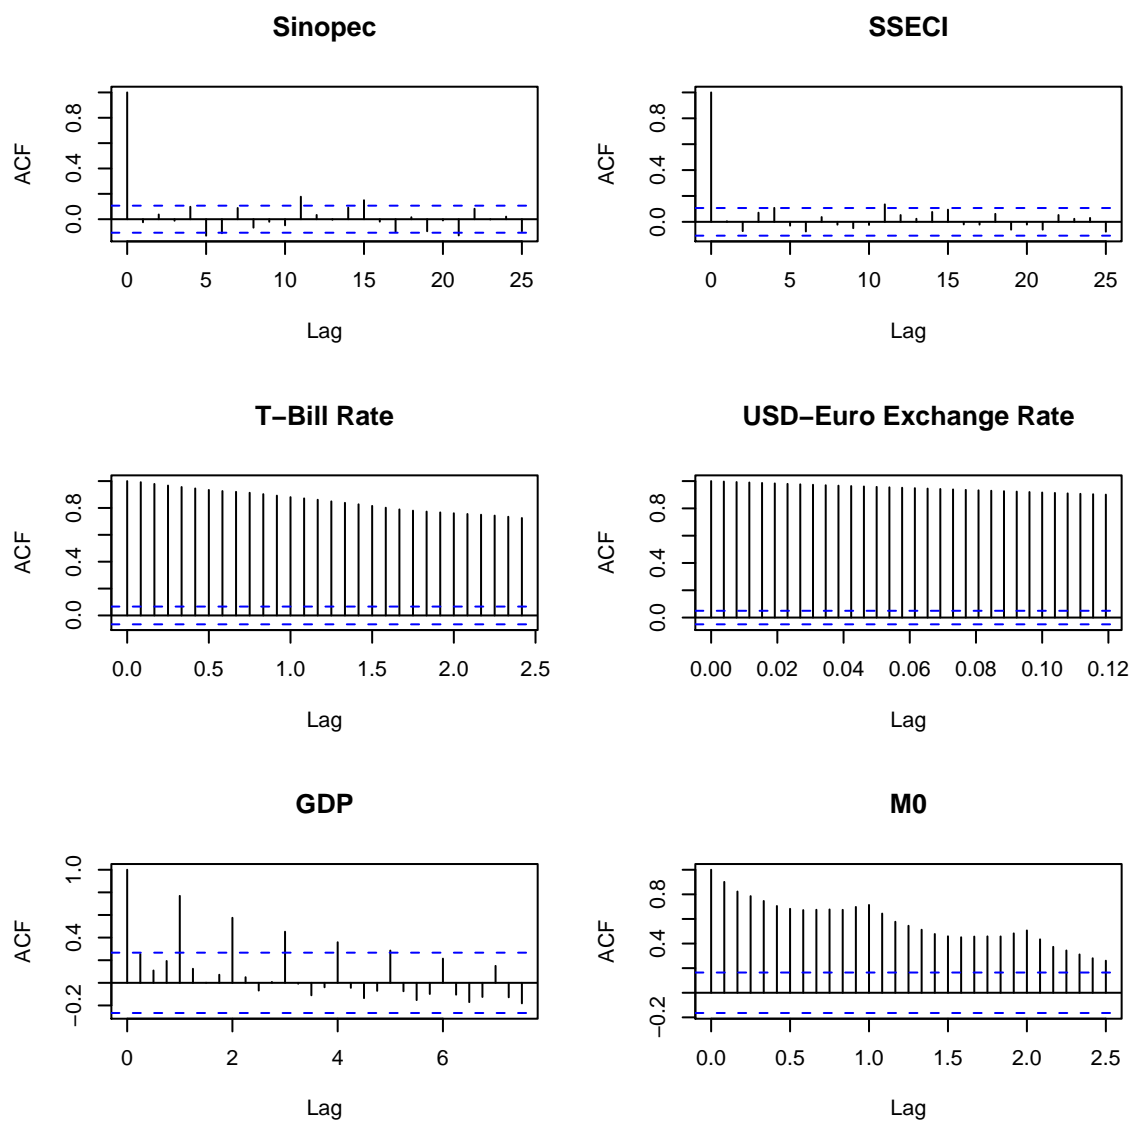 Sinopec
ACF
0.0 0.4 0.8
0 5 10 15 20 25
Lag
SSECI
ACF
0.0 0.4 0.8
0 5 10 15 20 25
Lag
T−Bill Rate
ACF
0.0 0.4 0.8
0.0 0.5 1.0 1.5 2.0 2.5
Lag
USD−Euro Exchange Rate
ACF
0.0 0.4 0.8
0.00 0.02 0.04 0.06 0.08 0.10 0.12
Lag
GDP
ACF
−0.2 0.4 1.0
0 2 4 6
Lag
M0
ACF
−0.2 0.4 0.8
0.0 0.5 1.0 1.5 2.0 2.5
Lag